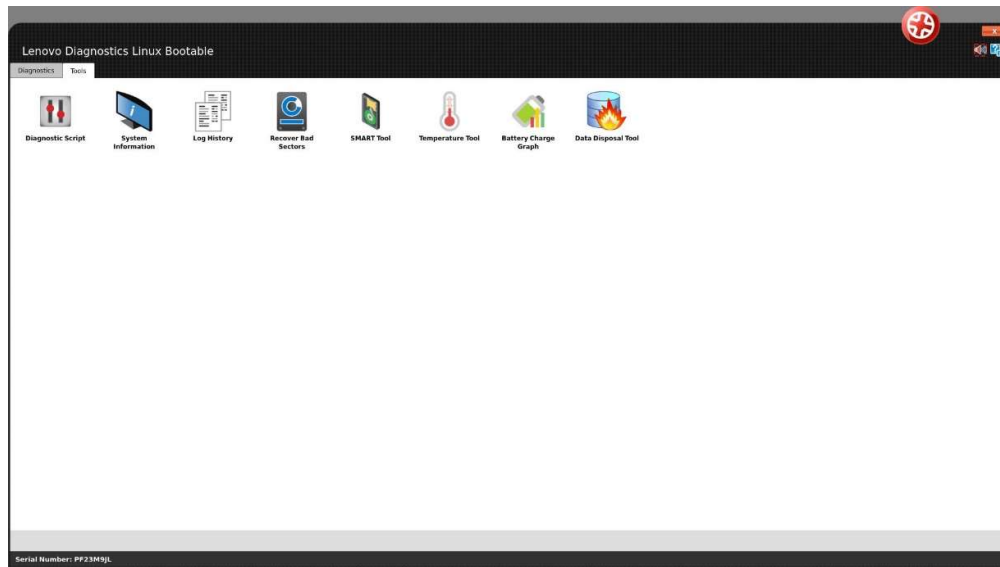 Lenovo Diagnostics Linux Bootable
Diagnostics
Tools
Diagnostic Script
System
Information
Log History
Recover Bad
Sectors
SMART Tool
Temperature Tool
Battery Charge
Graph
Data Disposal Tool
Serial Number: PF23M9JL